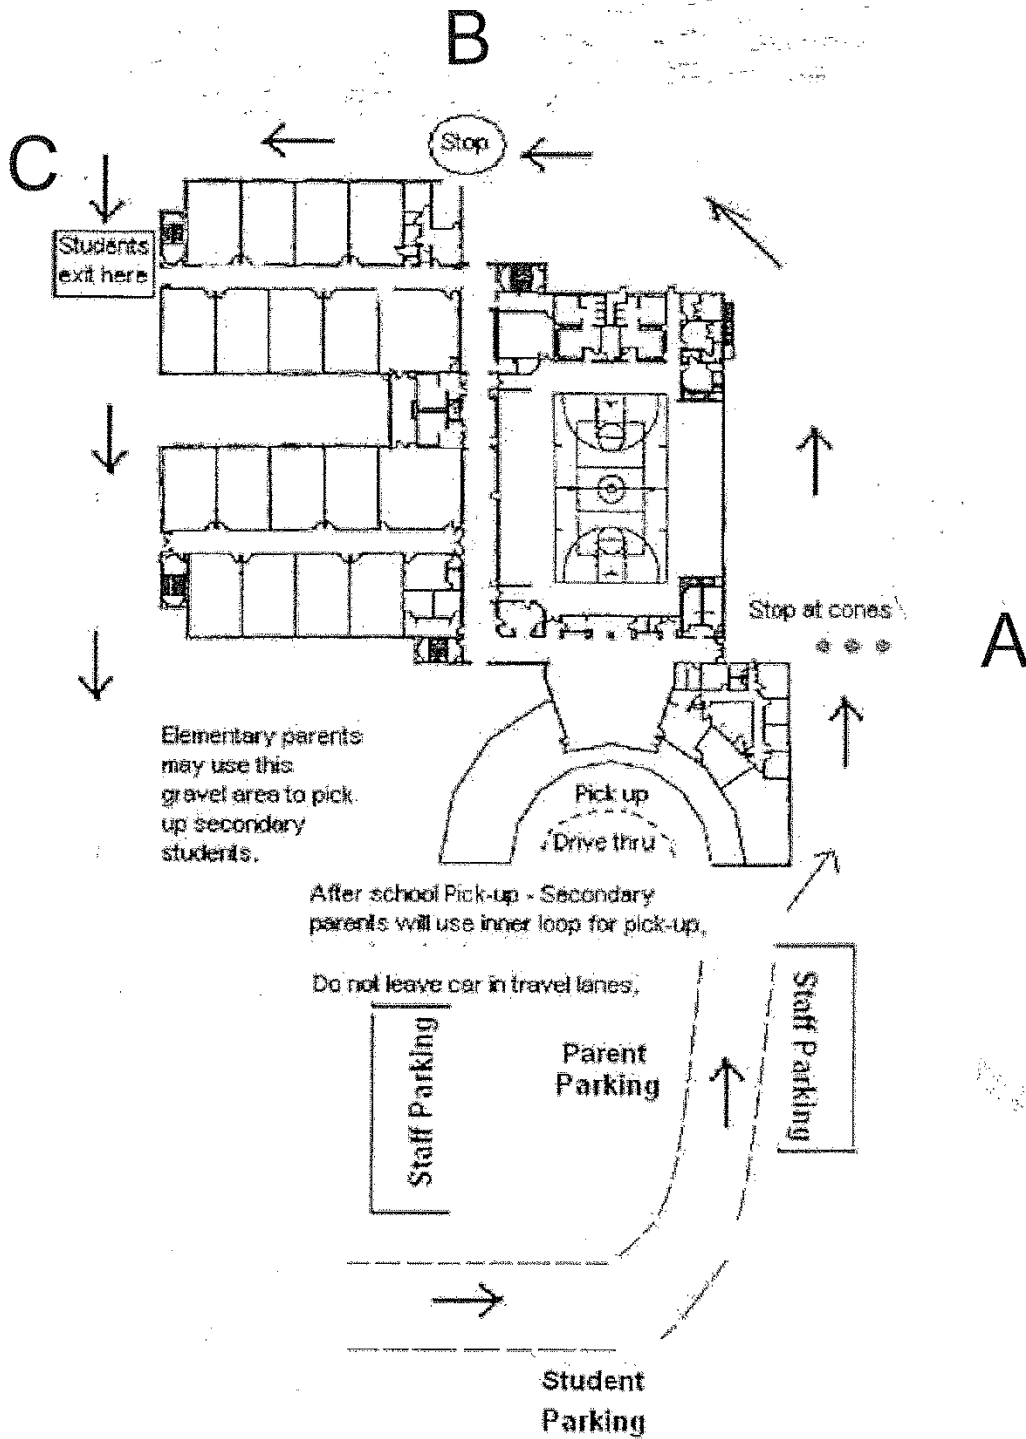 B
C
Stop
Students
exit here
Stop at cones
A
Elementary parents
may use this
gravel area to pick
up secondary
students.
Pick up
Drive thru
After school Pick-up - Secondary
parents will use inner loop for pick-up.
Do not leave car in travel lanes.
Staff Parking
Parent
Parking
Staff Parking
Student
Parking